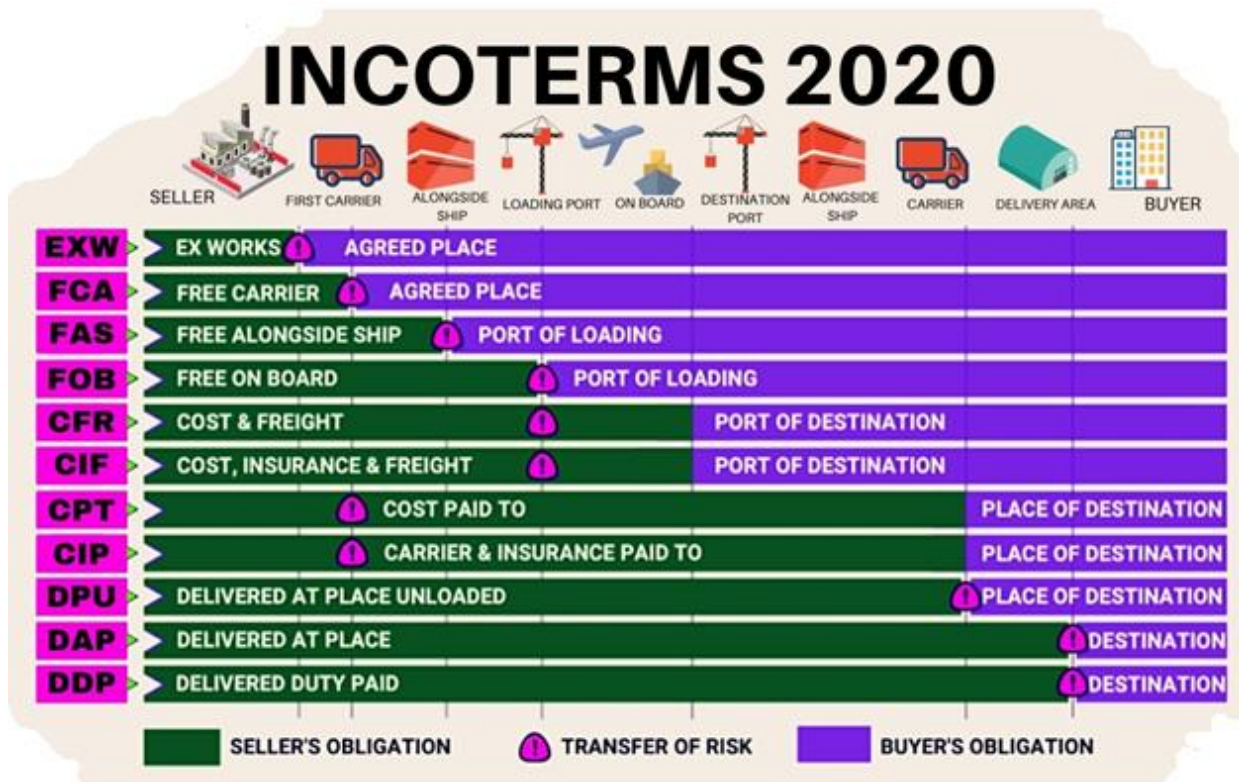 INCOTERMS 2020
SELLER
FIRST CARRIER
ALONGSIDE
SHIP
LOADING PORT
ON BOARD
DESTINATION
PORT
ALONGSIDE
SHIP
CARRIER
DELIVERY AREA
BUYER
EXW EX WORKS AGREED PLACE
FCA FREE CARRIER AGREED PLACE
FAS FREE ALONGSIDE SHIP PORT OF LOADING
FOB FREE ON BOARD PORT OF LOADING
CFR COST & FREIGHT PORT OF DESTINATION
CIF COST, INSURANCE & FREIGHT PORT OF DESTINATION
CPT COST PAID TO PLACE OF DESTINATION
CIP CARRIER & INSURANCE PAID TO PLACE OF DESTINATION
DPU DELIVERED AT PLACE UNLOADED PLACE OF DESTINATION
DAP DELIVERED AT PLACE DESTINATION
DDP DELIVERED DUTY PAID DESTINATION
SELLER'S OBLIGATION TRANSFER OF RISK BUYER'S OBLIGATION